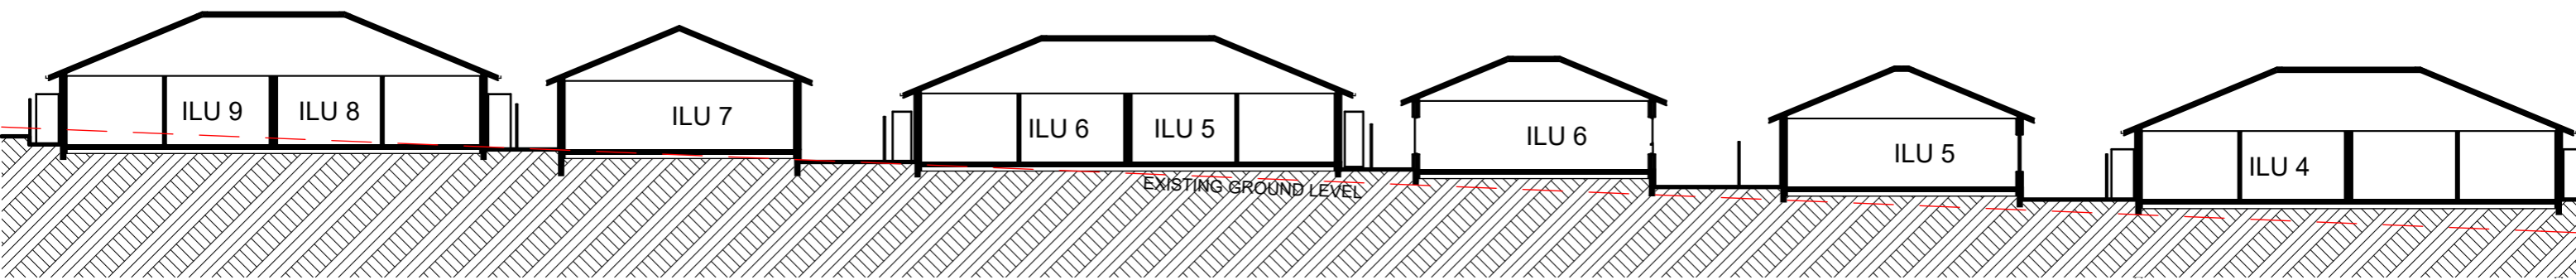 ILU 9
ILU 8
ILU 7
ILU 6
ILU 5
ILU 6
ILU 5
ILU 4
EXISTING GROUND LEVEL